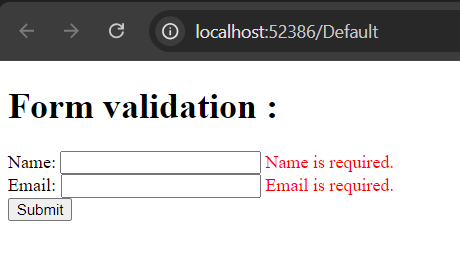 localhost:52386/Default
Form validation :
Name: Name is required.
Email: Email is required.
Submit